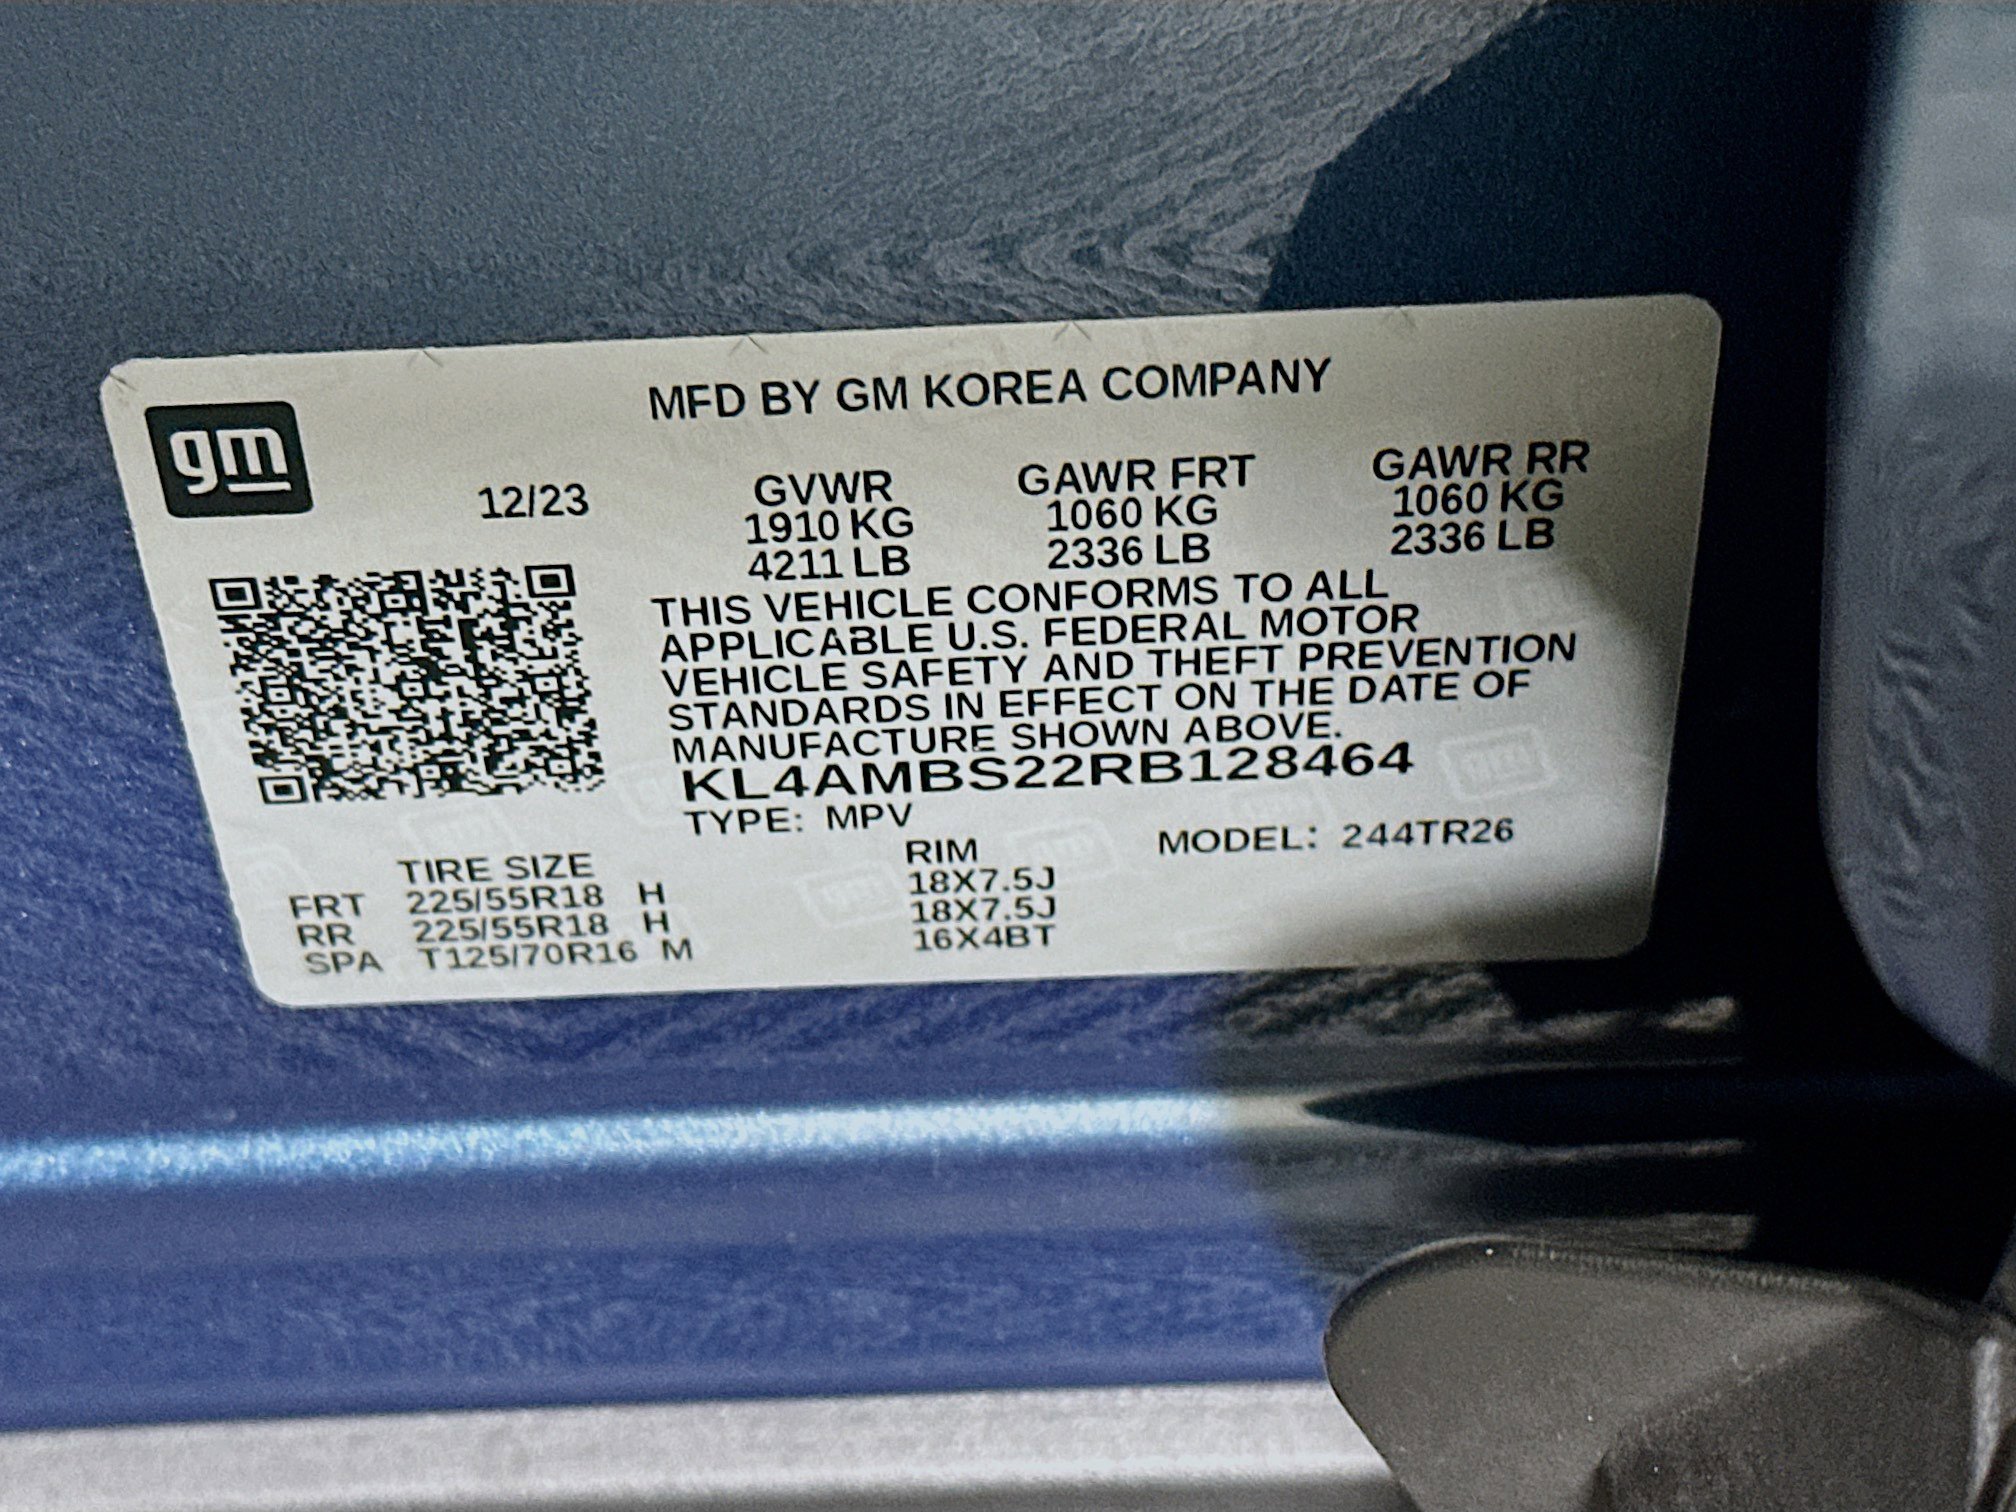 MFD BY GM KOREA COMPANY
gm
12/23
GVWR GAWR FRT GAWR RR
1910 KG 1060 KG 1060 KG
4211 LB 2336 LB 2336 LB
THIS VEHICLE CONFORMS TO ALL
APPLICABLE U.S. FEDERAL MOTOR
VEHICLE SAFETY AND THEFT PREVENTION
STANDARDS IN EFFECT ON THE DATE OF
MANUFACTURE SHOWN ABOVE.
KL4AMBS22RB128464
TYPE: MPV MODEL: 244TR26
TIRE SIZE RIM
FRT 225/55R18 H 18X7.5J
RR 225/55R18 H 18X7.5J
SPA T125/70R16 M 16X4BT